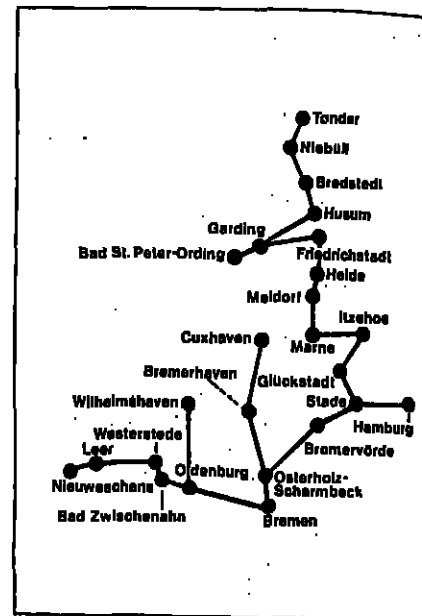 Tønder
Niebüll
Bredstedt
Husum
Garding
Friedrichstadt
Bad St. Peter-Ording
Heide
Meldorf
Itzehoe
Marne
Cuxhaven
Bremerhaven
Glückstadt
Wilhelmshaven
Stade
Hamburg
Bremervörde
Westerstede
Leer
Oldenburg
Osterholz-
Scharmbeck
Nieuweschans
Bad Zwischenahn
Bremen